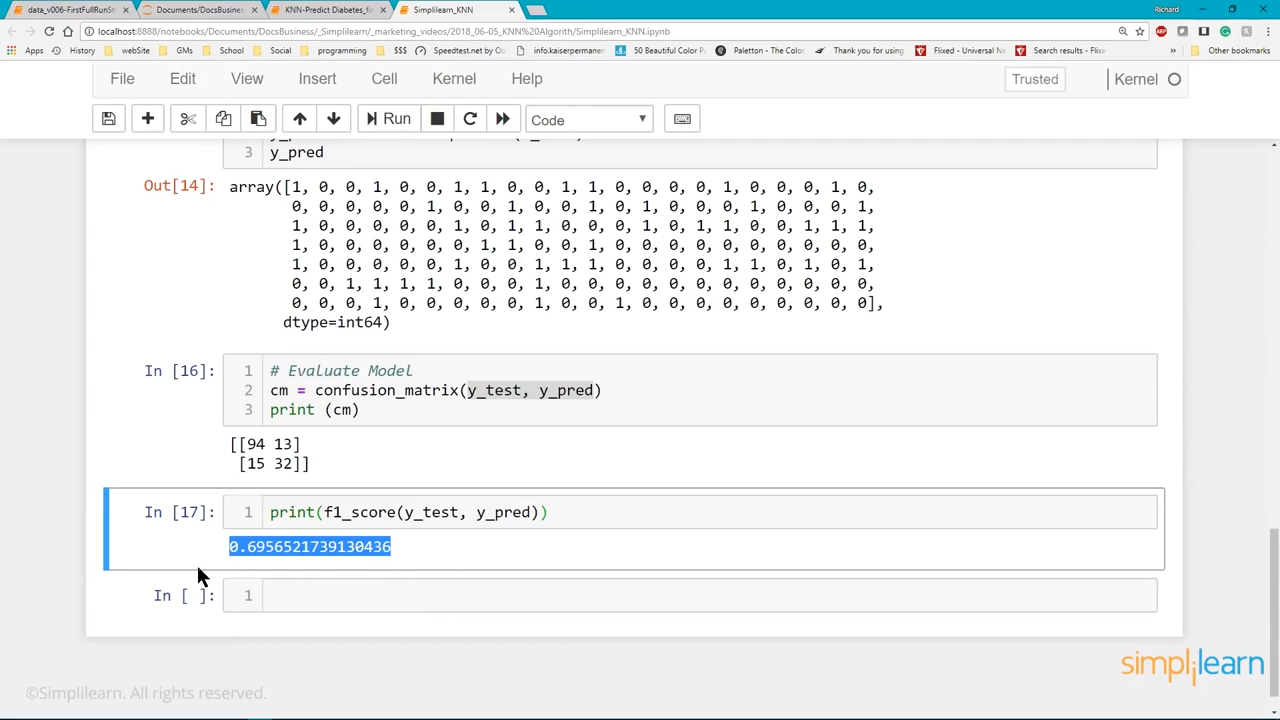 data_v006-FirstFullRunSt
Documents/DocsBusiness
KNN-Predict Diabetes_fi
Simplilearn_KNN
Richard
localhost:8888/notebooks/Documents/DocsBusiness/_Simplilearn/_marketing_videos/2018_06-05_KNN%20Algorith/Simplilearn_KNN.ipynb
Apps
History
webSite
GMs
School
Social
programming
$$$
Speedtest.net by Oo
info.kaiserpermanen
50 Beautiful Color P
Paletton - The Color
Thank you for using
Flixed - Universal Ne
Search results - Flixe
Other bookmarks
File Edit View Insert Cell Kernel Help
Trusted
Kernel
Run
Code
3 y_pred
Out[14]: array([1, 0, 0, 1, 0, 0, 1, 1, 0, 0, 1, 1, 0, 0, 0, 0, 1, 0, 0, 0, 1, 0,
0, 0, 0, 0, 0, 1, 0, 0, 1, 0, 0, 1, 0, 1, 0, 0, 0, 1, 0, 0, 0, 1,
1, 0, 0, 0, 0, 0, 1, 0, 1, 1, 0, 0, 0, 1, 0, 1, 1, 0, 0, 1, 1, 1,
1, 0, 0, 0, 0, 0, 0, 1, 1, 0, 0, 1, 0, 0, 0, 0, 0, 0, 0, 0, 0, 0,
1, 0, 0, 0, 0, 0, 1, 0, 0, 1, 1, 1, 0, 0, 0, 0, 1, 1, 0, 1, 0, 1,
0, 0, 1, 1, 1, 1, 0, 0, 0, 1, 0, 0, 0, 0, 0, 0, 0, 0, 0, 0, 0, 0,
0, 0, 0, 1, 0, 0, 0, 0, 0, 1, 0, 0, 1, 0, 0, 0, 0, 0, 0, 0, 0, 0],
dtype=int64)
In [16]: 1 # Evaluate Model
2 cm = confusion_matrix(y_test, y_pred)
3 print (cm)
[[94 13]
[15 32]]
In [17]: 1 print(f1_score(y_test, y_pred))
0.6956521739130436
In [ ]: 1
simplilearn
©Simplilearn. All rights reserved.